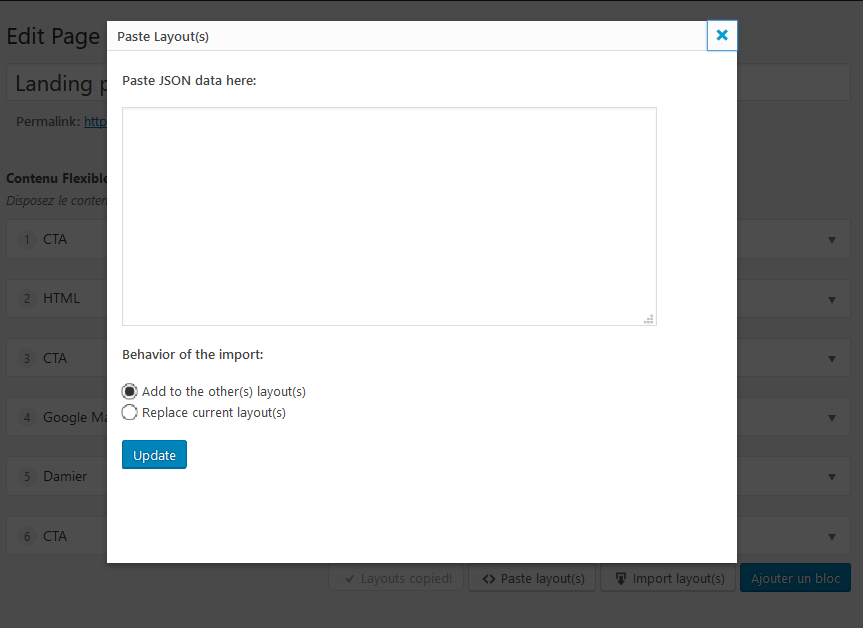 Edit Page
Paste Layout(s)
Landing p
Permalink: http
Paste JSON data here:
Contenu Flexible
Disposez le conten
1 CTA
2 HTML
3 CTA
4 Google Ma
5 Damier
6 CTA
Behavior of the import:
Add to the other(s) layout(s)
Replace current layout(s)
Update
Layouts copied!
Paste layout(s)
Import layout(s)
Ajouter un bloc